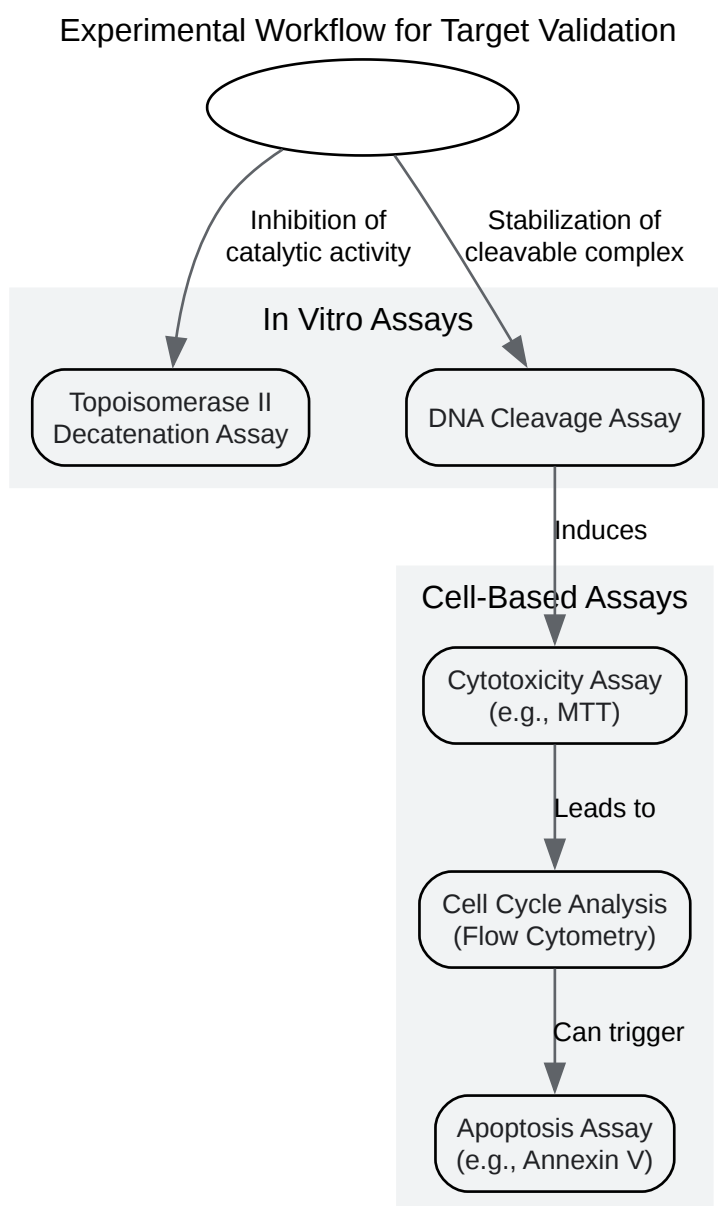 Experimental Workflow for Target Validation
Inhibition of
catalytic activity
Stabilization of
cleavable complex
In Vitro Assays
Topoisomerase II
Decatenation Assay
DNA Cleavage Assay
Induces
Cell-Based Assays
Cytotoxicity Assay
(e.g., MTT)
Leads to
Cell Cycle Analysis
(Flow Cytometry)
Can trigger
Apoptosis Assay
(e.g., Annexin V)